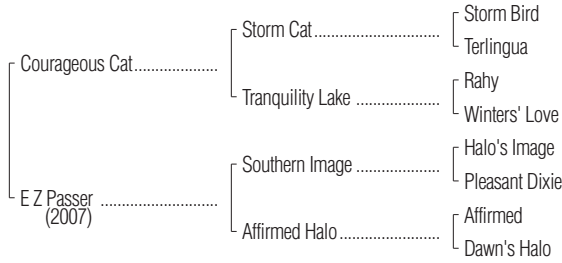 Storm Bird
Storm Cat....................
Terlingua
Courageous Cat...............
Rahy
Tranquility Lake ...................
Winters' Love
Halo's Image
Southern Image ...................
Pleasant Dixie
E Z Passer .....................
(2007)
Affirmed
Affirmed Halo......................
Dawn's Halo